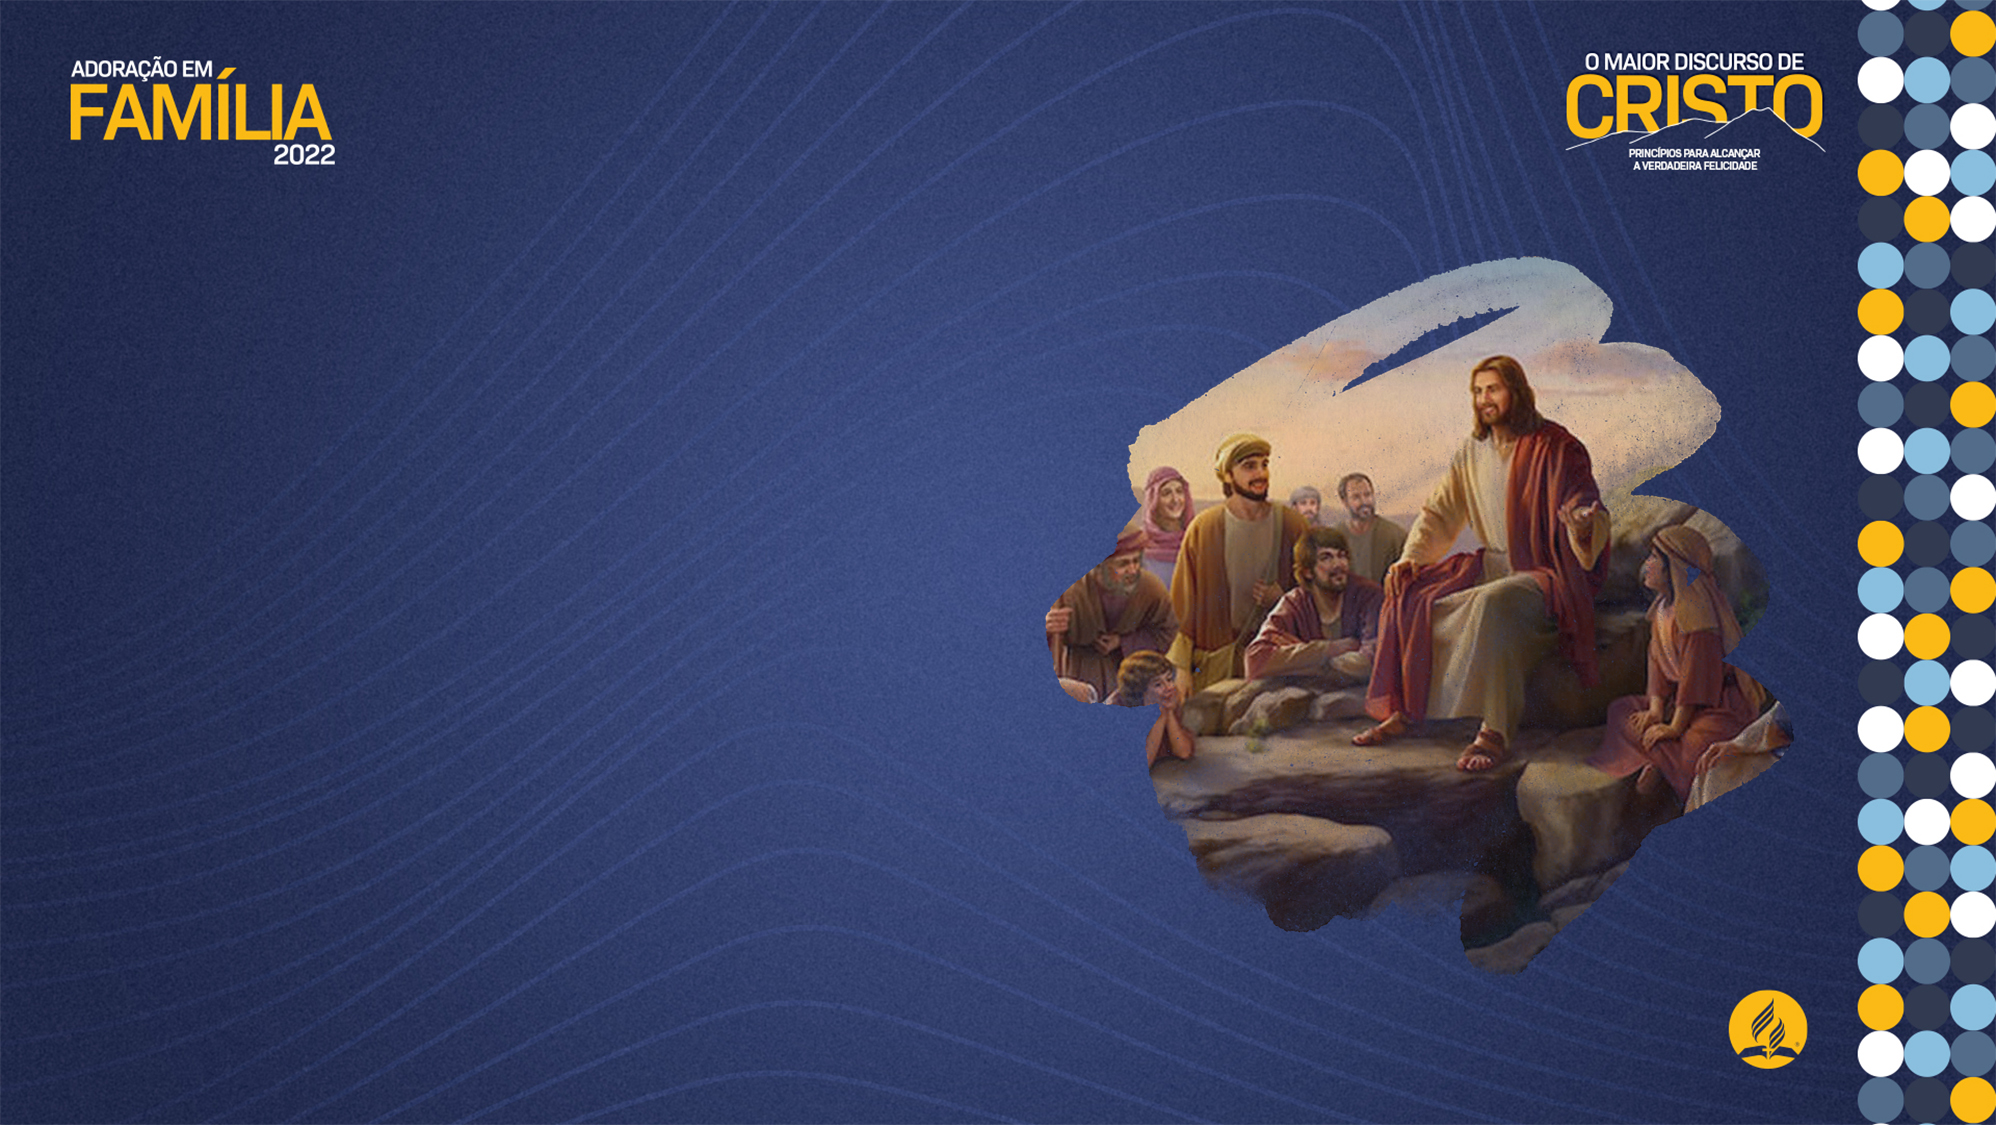 ADORAÇÃO EM
FAMÍLIA
2022
O MAIOR DISCURSO DE
CRISTO
PRINCÍPIOS PARA ALCANÇAR
A VERDADEIRA FELICIDADE